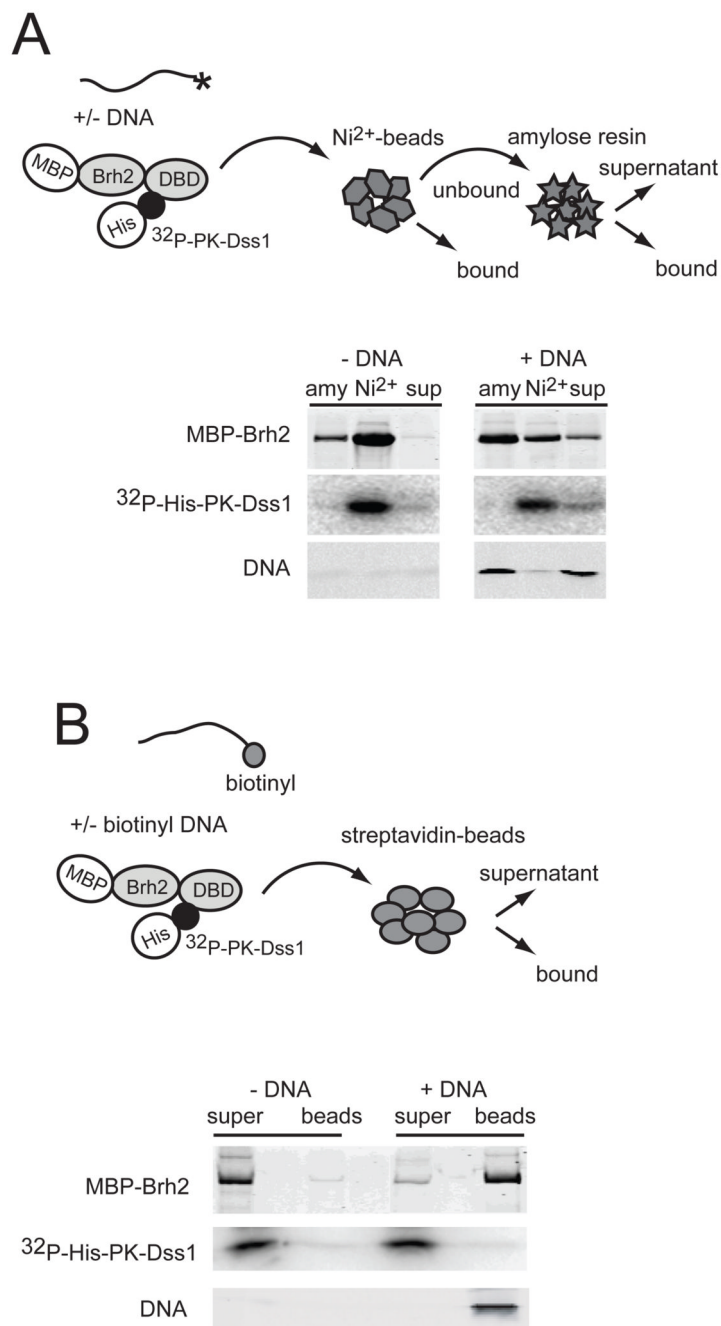 A
*
+/- DNA
MBP Brh2 DBD
His 32P-PK-Dss1
Ni2+-beads
unbound
bound
amylose resin
supernatant
bound
- DNA + DNA
amy Ni2+ sup amy Ni2+ sup
MBP-Brh2
32P-His-PK-Dss1
DNA
B
biotinyl
+/- biotinyl DNA
MBP Brh2 DBD
His 32P-PK-Dss1
streptavidin-beads
supernatant
bound
- DNA + DNA
super beads super beads
MBP-Brh2
32P-His-PK-Dss1
DNA